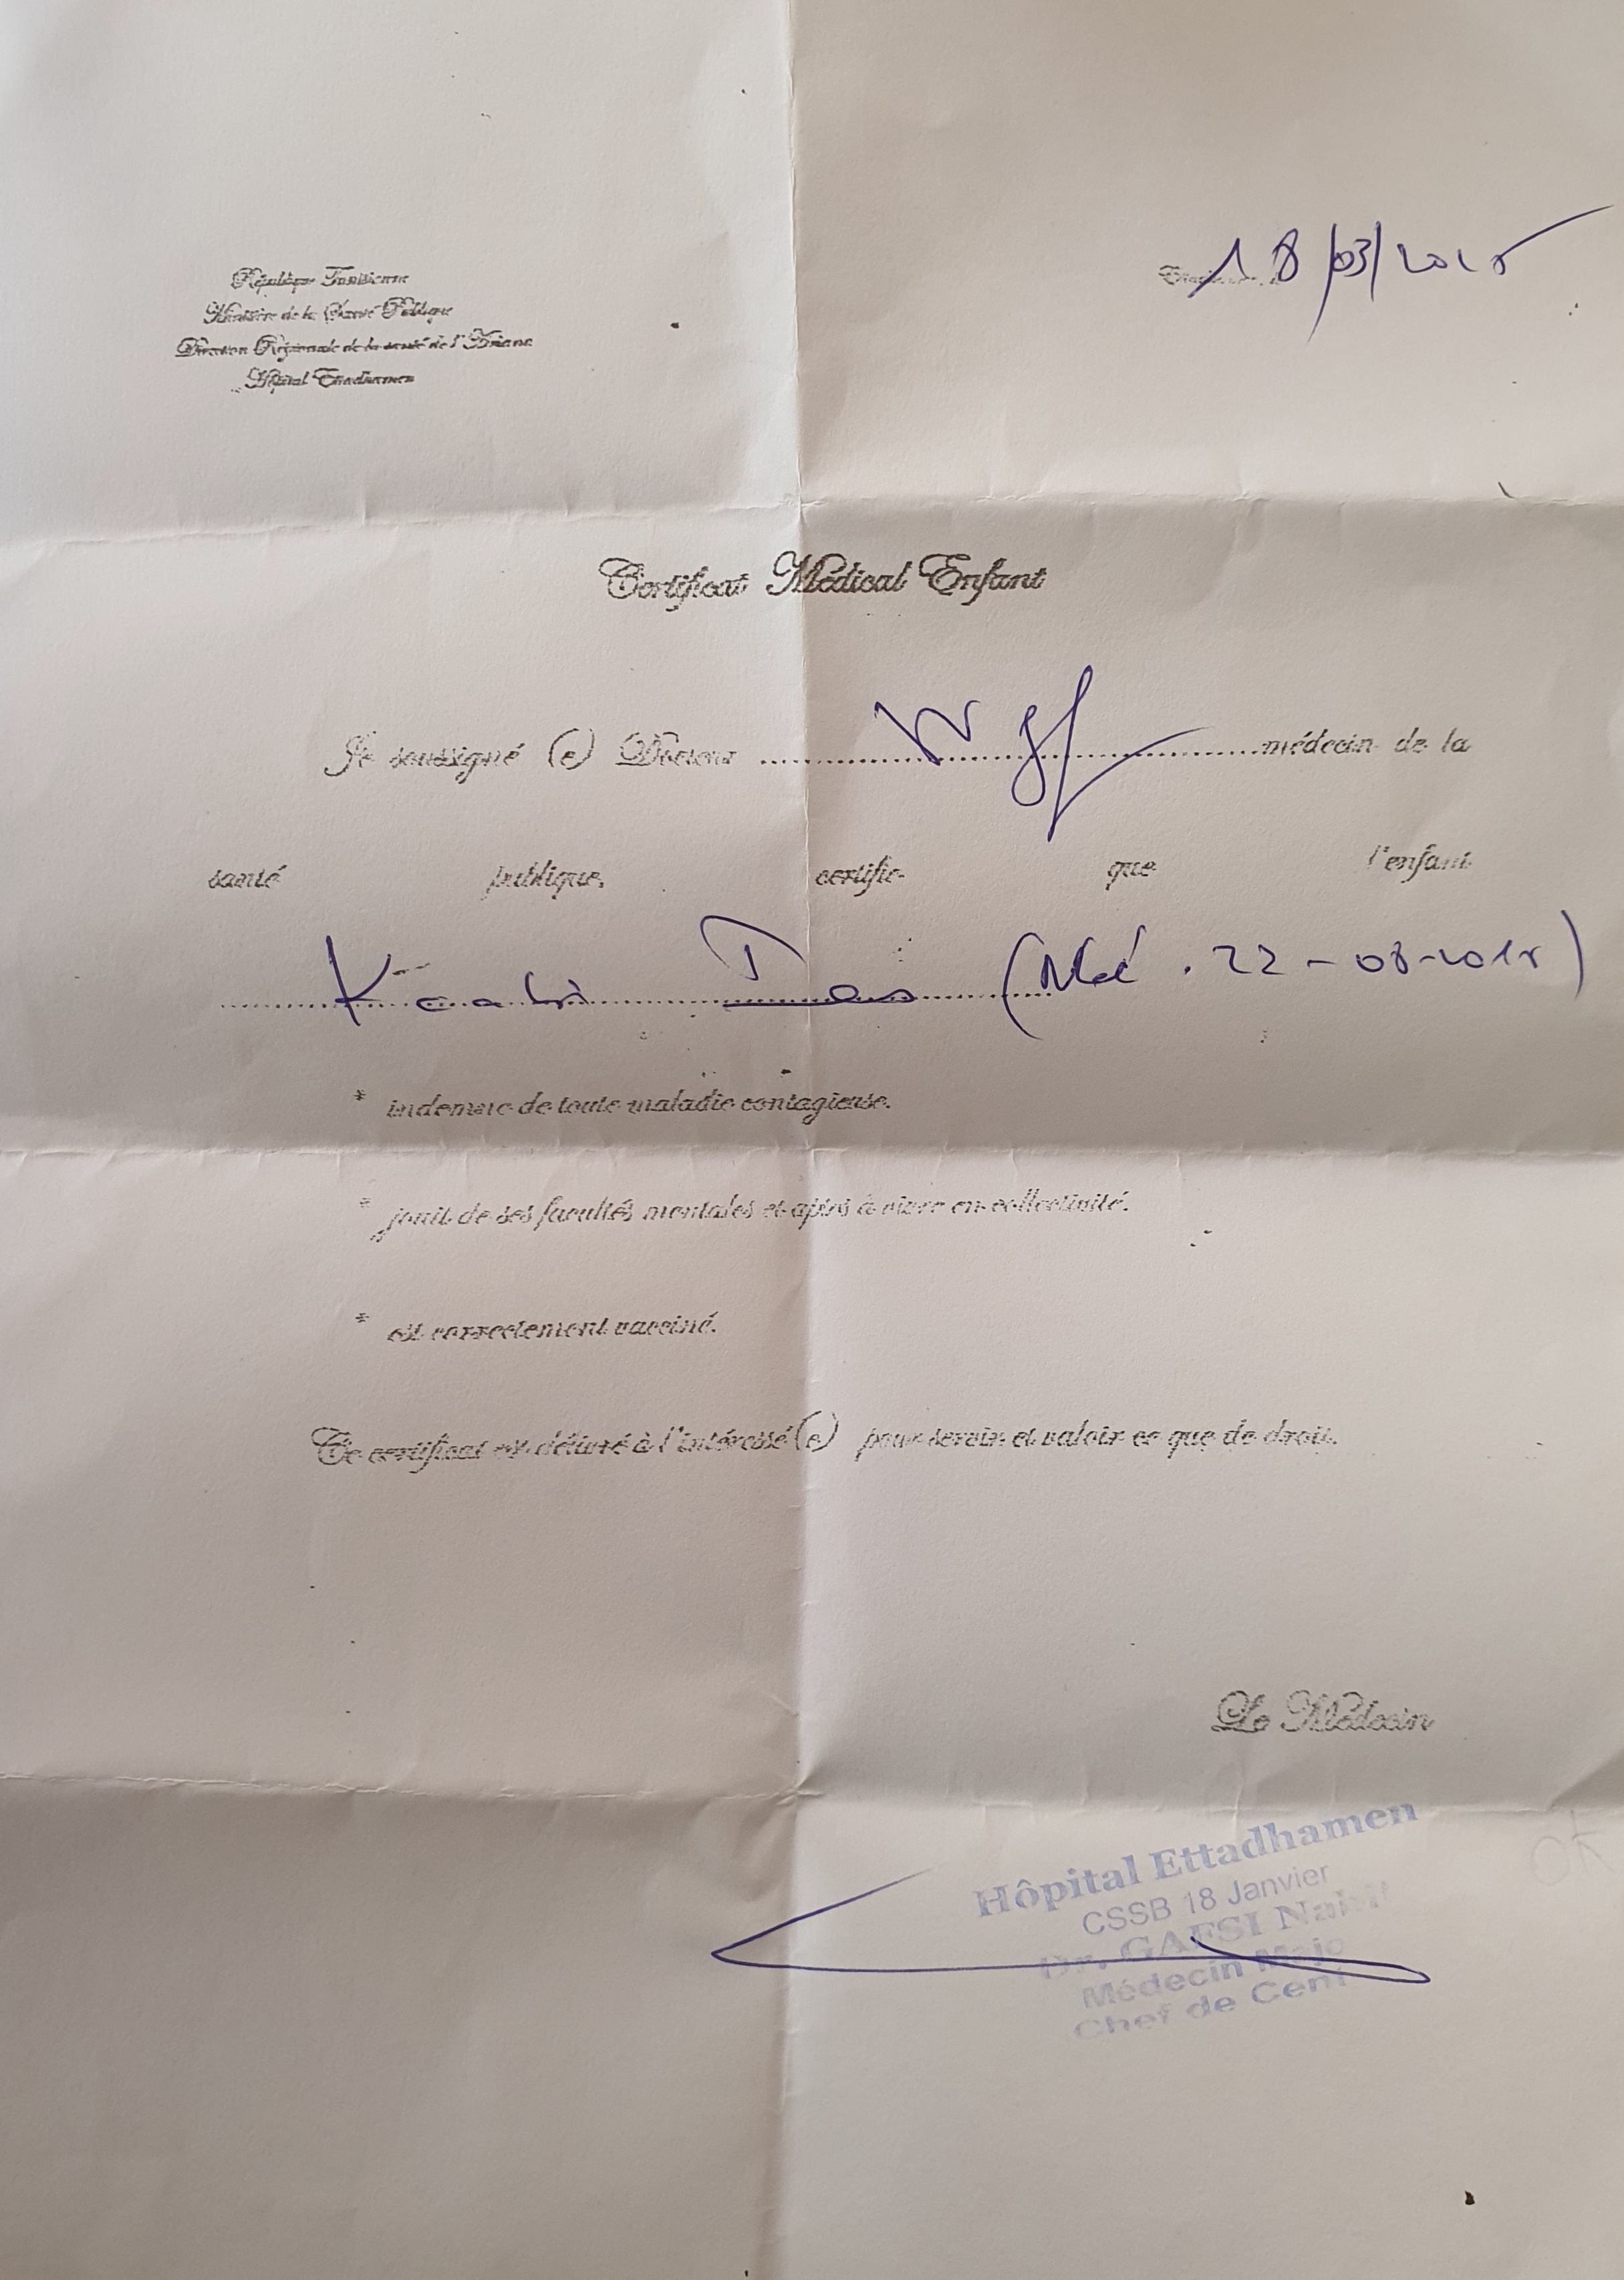 République Tunisienne
Ministère de la Santé Publique
Direction Régionale de la santé de l'Ariana
Hôpital Ettadhamen
18/03/2025
Certificat Médical Enfant
Je soussigné (e) Docteur médecin de la
santé publique, certifie que l'enfant
(Né . 22-08-2018)
* indemne de toute maladie contagieuse.
* jouit de ses facultés mentales et aptes à vivre en collectivité.
* est correctement vacciné.
Ce certificat est délivré à l'intéressé (e) pour servir et valoir ce que de droit.
Le Médecin
Hôpital Ettadhamen
CSSB 18 Janvier
Dr. GAFSI
Médecin
Chef de